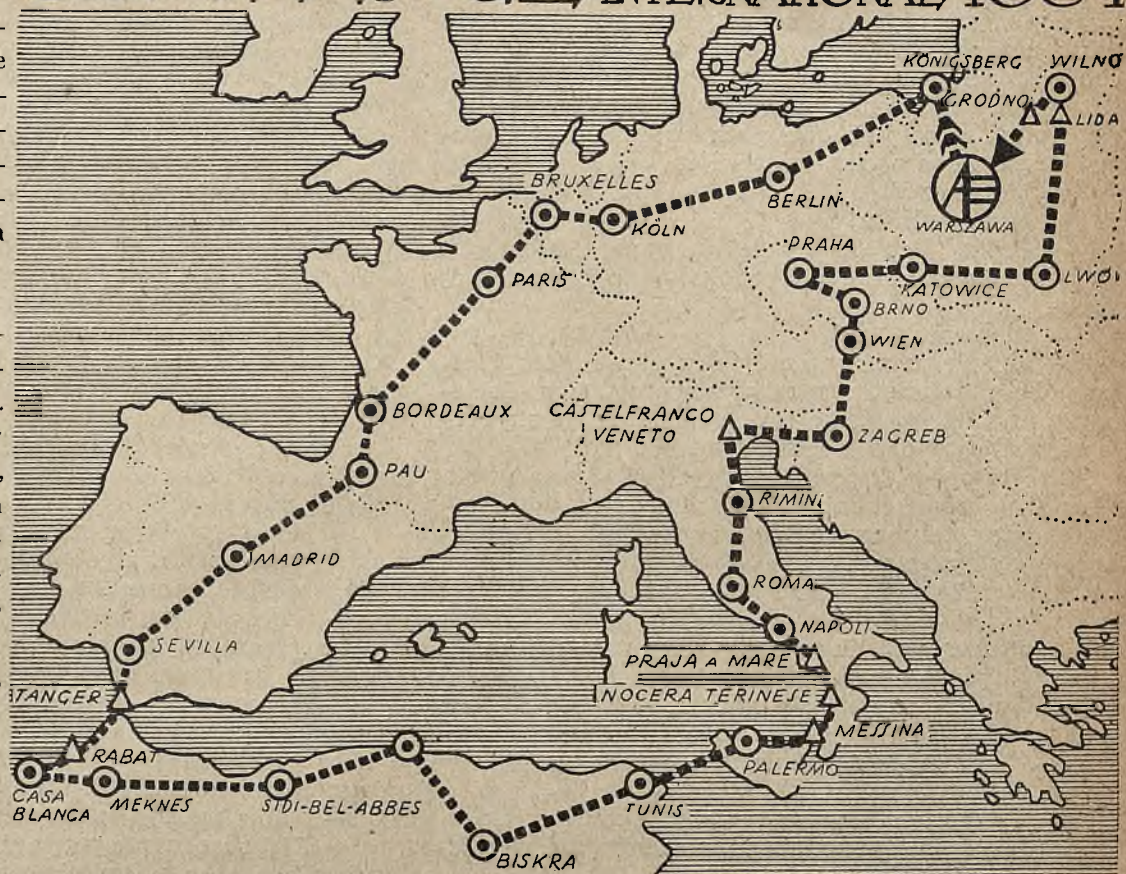 INTERNATIONAL
KÖNIGSBERG
WILNO
GRODNO
LIDA
BRUXELLES
BERLIN
WARSZAWA
KÖLN
PRAHA
PARIS
KATOWICE
BRNO
WIEN
BORDEAUX
CASTELFRANCO
VENETO
ZAGREB
PAU
RIMINI
MADRID
ROMA
NAPOLI
SEVILLA
PRAJA A MARE
TANGER
NOCERA TERINESE
MESSINA
RABAT
PALERMO
CASA
BLANCA
MEKNES
SIDI-BEL-ABBES
TUNIS
BISKRA